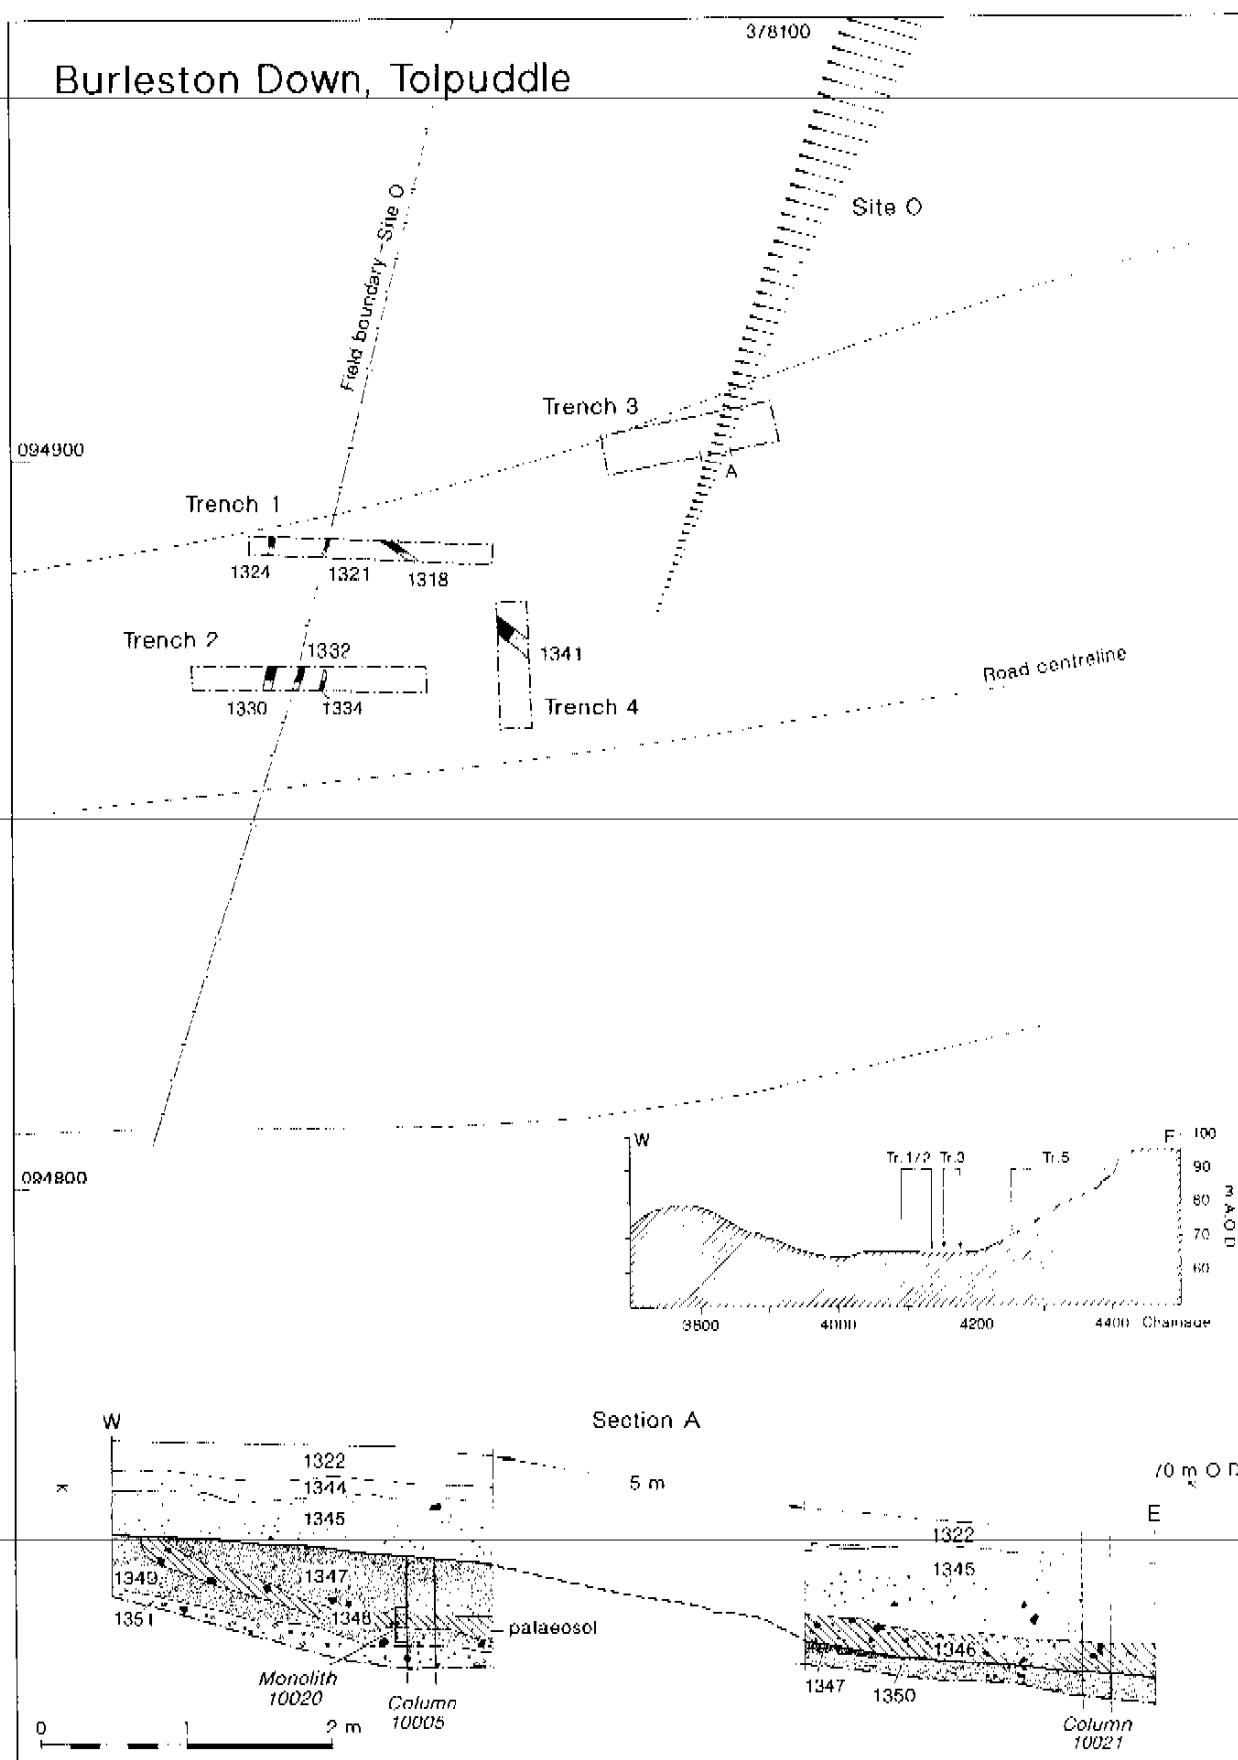 378100
Burleston Down, Tolpuddle
Field boundary - Site O
Site O
Trench 3
094900
A
Trench 1
1324
1321
1318
Trench 2
1332
1341
Road centreline
1330
1334
Trench 4
094800
W
E
100
Tr.1/2
Tr.3
Tr.5
90
80
70
60
m A.O.D
3800
4000
4200
4400
Chainage
W
Section A
1322
5 m
70 m O D
1344
E
1345
1322
1345
1349
1347
1351
1348
palaeosol
1346
Monolith
10020
1347
1350
Column
10005
Column
10021
0
1
2 m